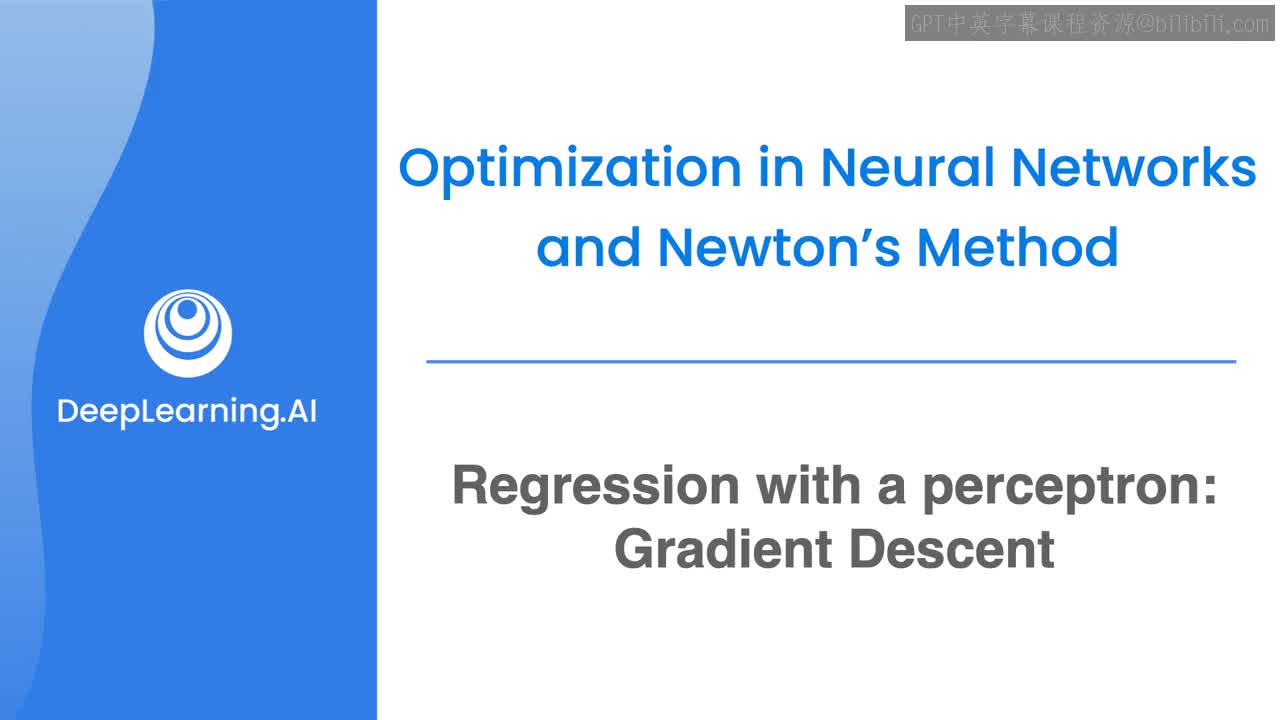 GPT中英字幕课程资源@bilibili.com
Optimization in Neural Networks
and Newton’s Method
DeepLearning.AI
Regression with a perceptron:
Gradient Descent